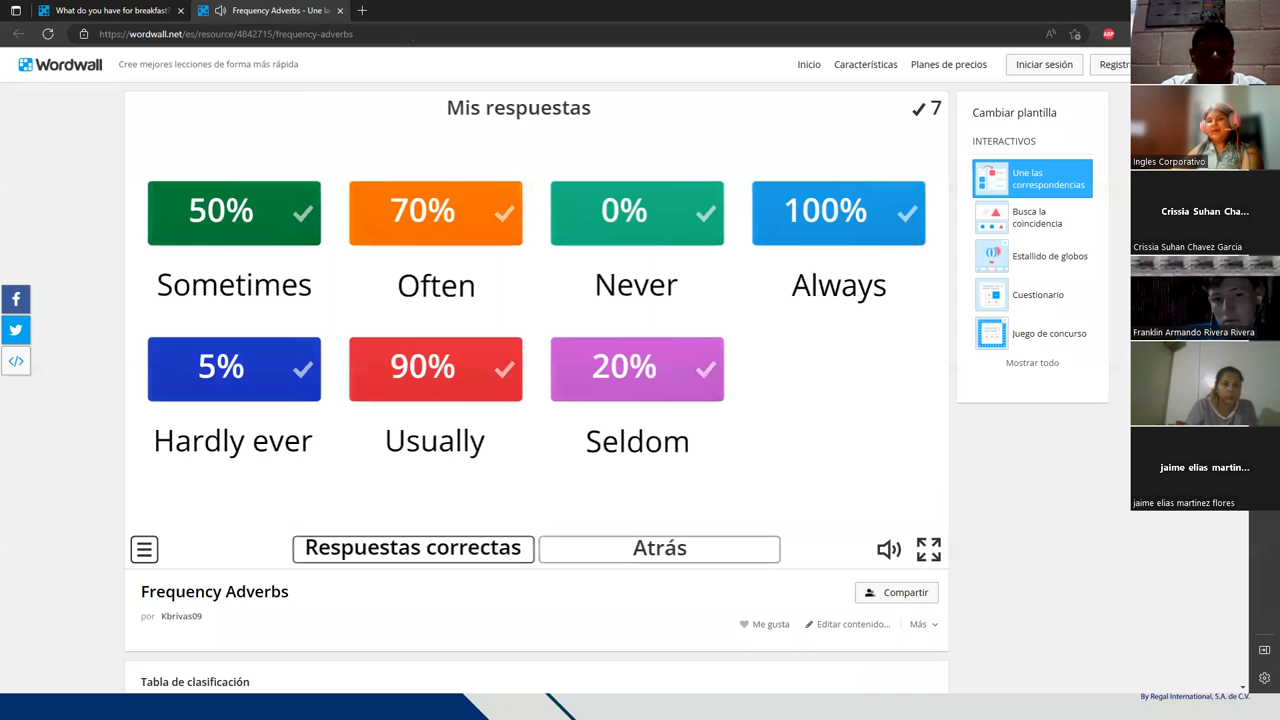 What do you have for breakfast?
Frequency Adverbs - Une la
https://wordwall.net/es/resource/4842715/frequency-adverbs
ABP
Wordwall
Cree mejores lecciones de forma más rápida
Inicio
Características
Planes de precios
Iniciar sesión
Registr
Mis respuestas
7
50%
70%
0%
100%
Sometimes
Often
Never
Always
5%
90%
20%
Hardly ever
Usually
Seldom
Respuestas correctas
Atrás
Frequency Adverbs
por Kbrivas09
Compartir
Me gusta
Editar contenido...
Más
Tabla de clasificación
Cambiar plantilla
INTERACTIVOS
Une las
correspondencias
Busca la
coincidencia
Estallido de globos
Cuestionario
Juego de concurso
Mostrar todo
Ingles Corporativo
Crissia Suhan Cha...
Crissia Suhan Chavez Garcia
Franklin Armando Rivera Rivera
jaime elias martin...
jaime elias martinez flores
By Regal International, S.A. de C.V.